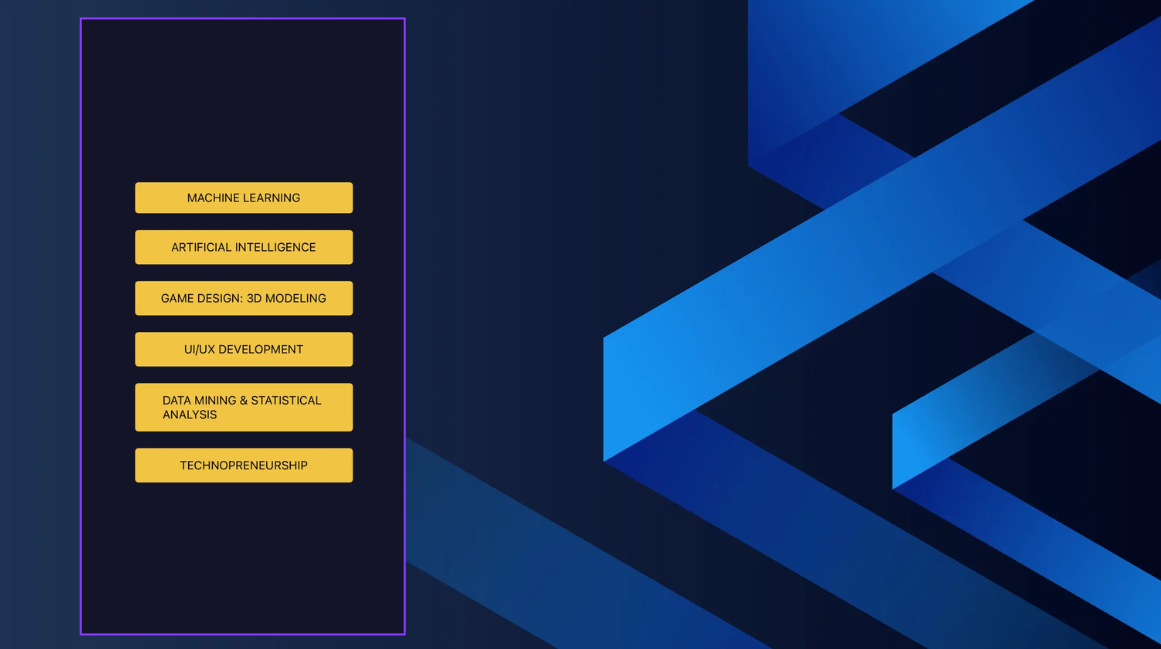 MACHINE LEARNING
ARTIFICIAL INTELLIGENCE
GAME DESIGN: 3D MODELING
UI/UX DEVELOPMENT
DATA MINING & STATISTICAL
ANALYSIS
TECHNOPRENEURSHIP